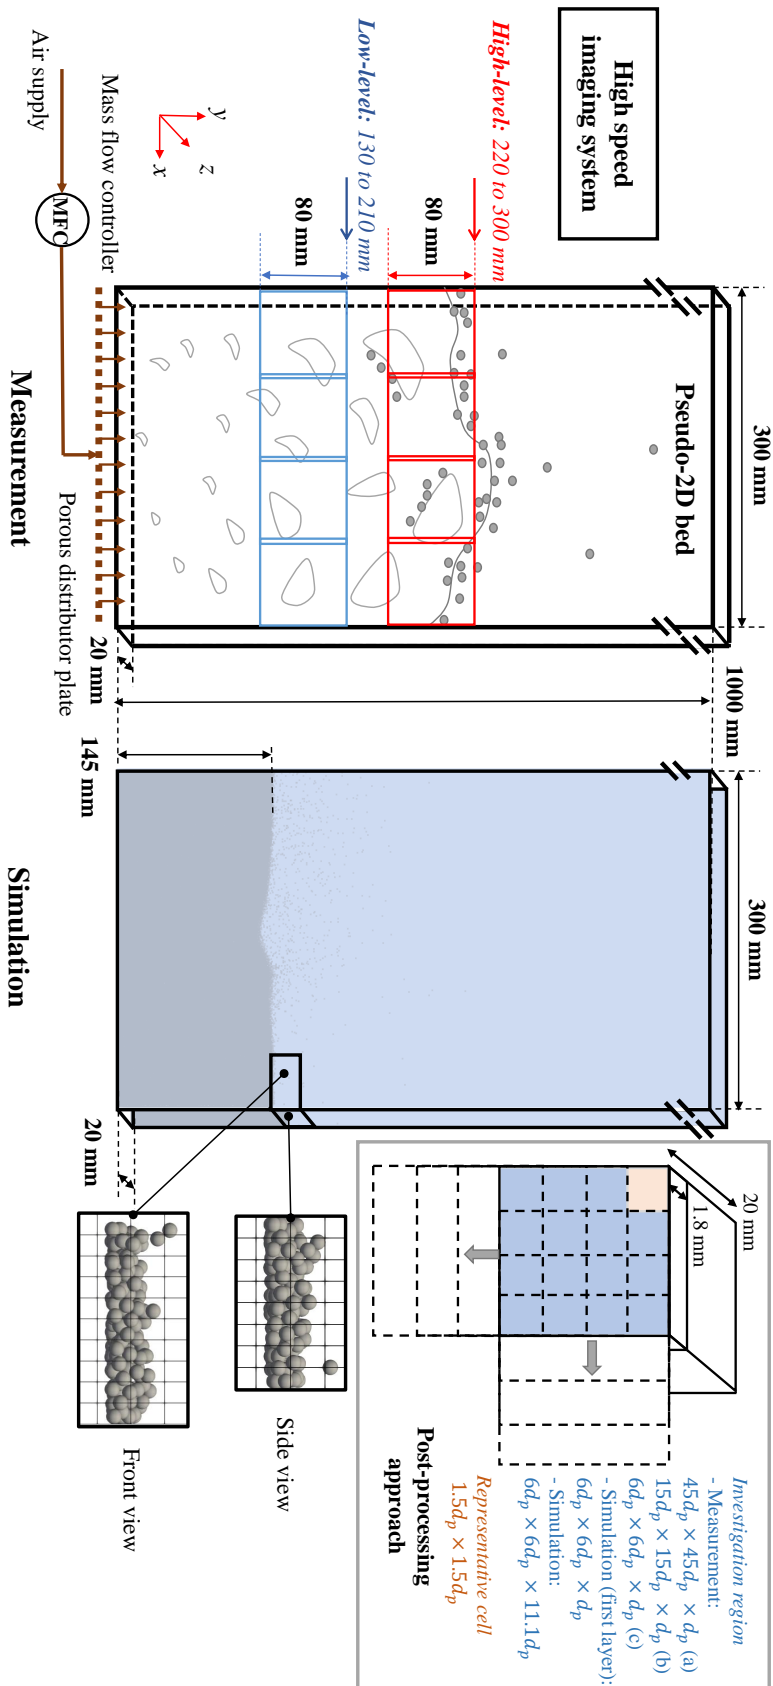 High speed
imaging system
High-level: 220 to 300 mm
Low-level: 130 to 210 mm
80 mm
80 mm
y
z
x
Mass flow controller
Air supply
MFC
300 mm
Pseudo-2D bed
Porous distributor plate
20 mm
Measurement
1000 mm
145 mm
300 mm
20 mm
Simulation
20 mm
1.8 mm
Post-processing
approach
Investigation region
- Measurement:
45dₚ × 45dₚ × dₚ (a)
15dₚ × 15dₚ × dₚ (b)
6dₚ × 6dₚ × dₚ (c)
- Simulation (first layer):
6dₚ × 6dₚ × dₚ
- Simulation:
6dₚ × 6dₚ × 11.1dₚ
Representative cell
1.5dₚ × 1.5dₚ
Side view
Front view